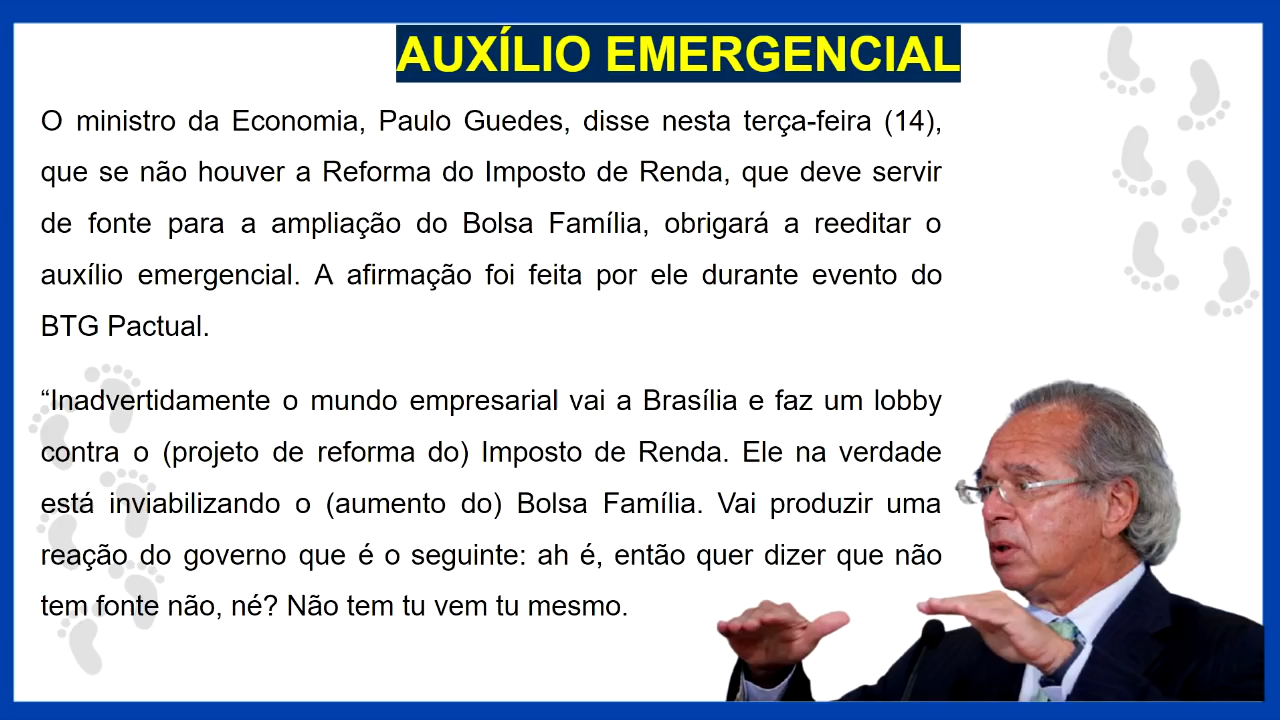 AUXÍLIO EMERGENCIAL
O ministro da Economia, Paulo Guedes, disse nesta terça-feira (14),
que se não houver a Reforma do Imposto de Renda, que deve servir
de fonte para a ampliação do Bolsa Família, obrigará a reeditar o
auxílio emergencial. A afirmação foi feita por ele durante evento do
BTG Pactual.
“Inadvertidamente o mundo empresarial vai a Brasília e faz um lobby
contra o (projeto de reforma do) Imposto de Renda. Ele na verdade
está inviabilizando o (aumento do) Bolsa Família. Vai produzir uma
reação do governo que é o seguinte: ah é, então quer dizer que não
tem fonte não, né? Não tem tu vem tu mesmo.